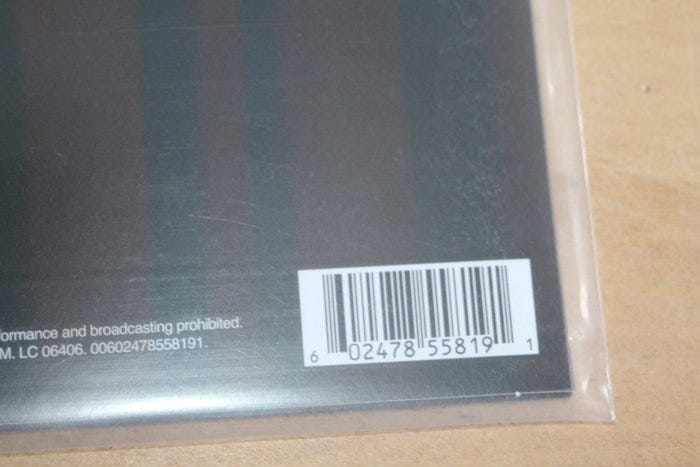 formance and broadcasting prohibited.
M. LC 06406. 00602478558191.
6 02478 55819 1